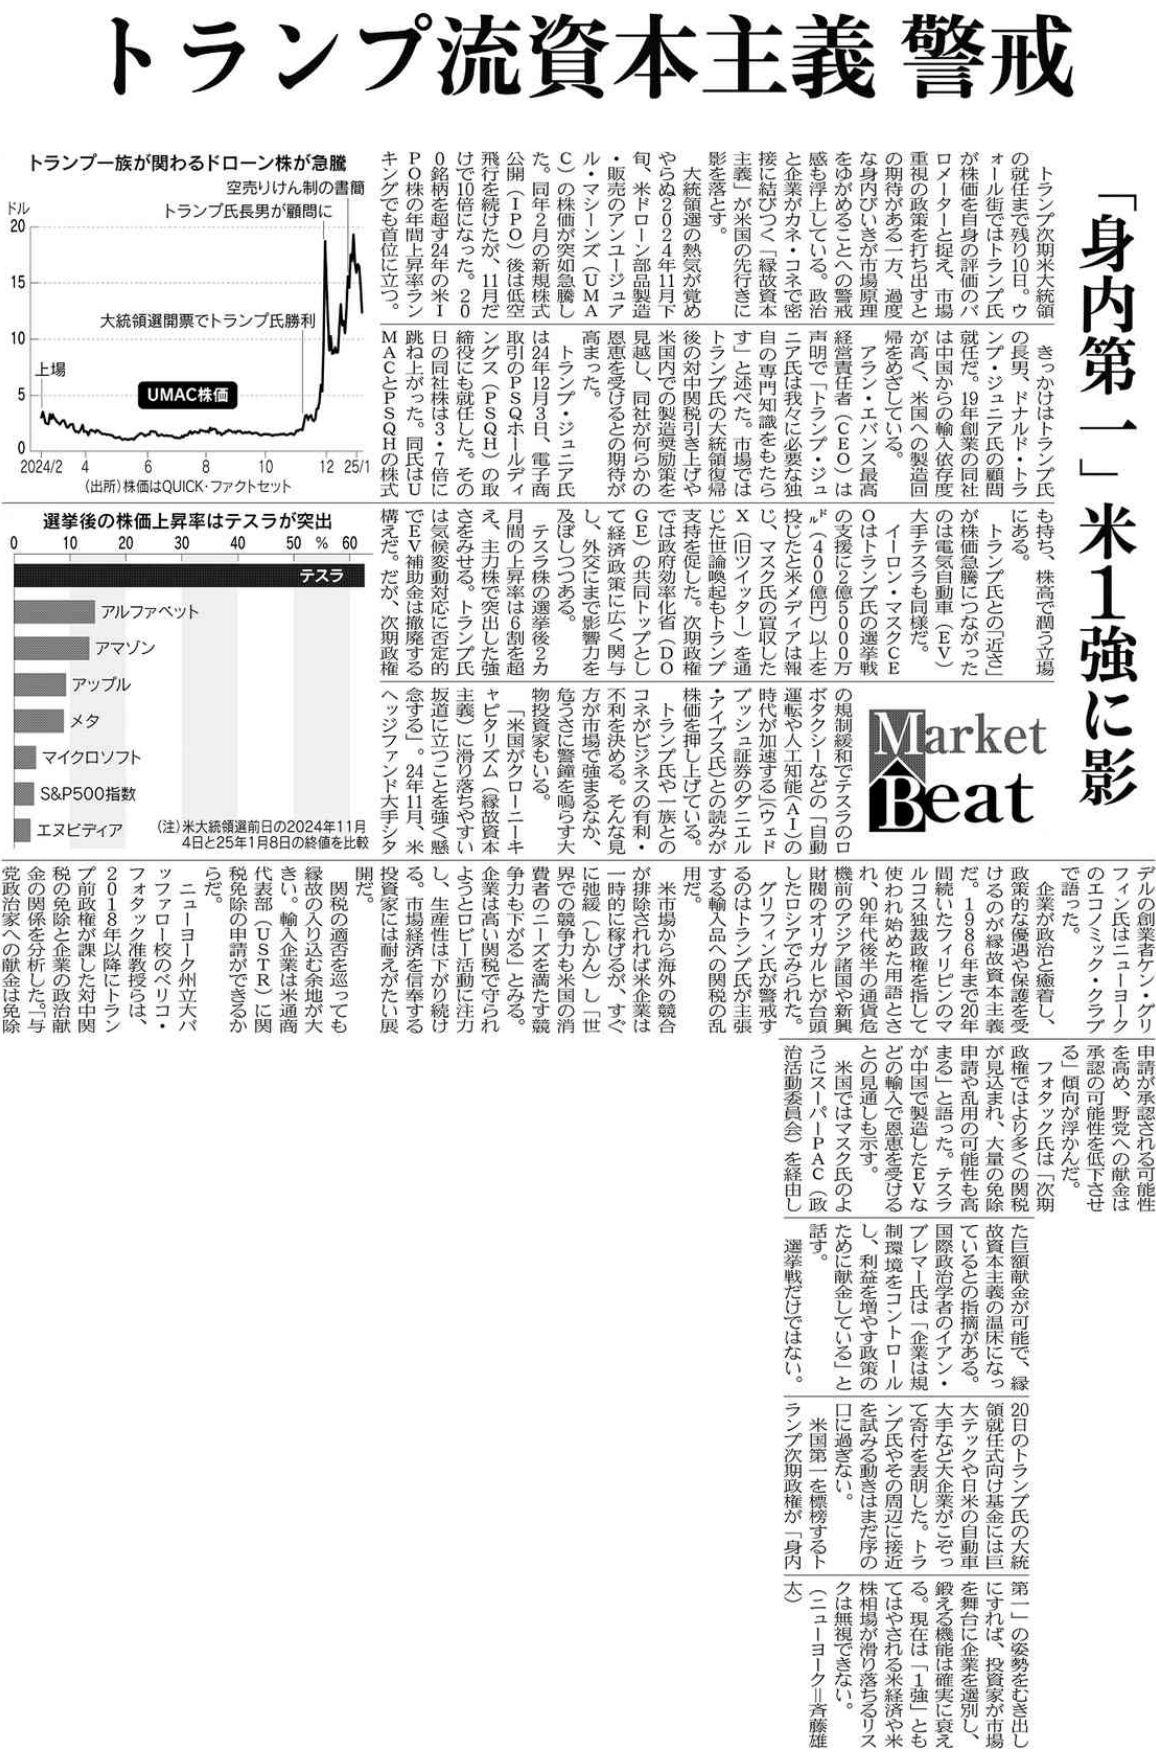 トランプ流資本主義 警戒
「身内第一」米1強に影
トランプ一族が関わるドローン株が急騰
空売りけん制の書簡
トランプ氏長男が顧問に
ドル
20
15
10
5
0
大統領選開票でトランプ氏勝利
上場
UMAC株価
2024/2 4 6 8 10 12 25/1
(出所)株価はQUICK・ファクトセット
選挙後の株価上昇率はテスラが突出
0 10 20 30 40 50 % 60
テスラ
アルファベット
アマゾン
アップル
メタ
マイクロソフト
S&P500指数
エヌビディア
(注)米大統領選前日の2024年11月
4日と25年1月8日の終値を比較
トランプ次期米大統領
の就任まで残り10日。ウ
ォール街ではトランプ氏
が株価を自身の評価のバ
ロメーターと捉え、市場
重視の政策を打ち出すと
の期待がある一方、過度
な身内びいきが市場原理
をゆがめることへの警戒
感も浮上している。政治
と企業がカネ・コネで密
接に結びつく「縁故資本
主義」が米国の先行きに
影を落とす。
大統領選の熱気が覚め
やらぬ2024年11月下
旬、米ドローン部品製造
・販売のアンユージュア
ル・マシーンズ(UMA
C)の株価が突如急騰し
た。同年2月の新規株式
公開(IPO)後は低空
飛行を続けたが、11月だ
けで10倍になった。20
0銘柄を超す24年の米I
PO株の年間上昇率ラン
キングでも首位に立つ。
きっかけはトランプ氏
の長男、ドナルド・トラ
ンプ・ジュニア氏の顧問
就任だ。19年創業の同社
は中国からの輸入依存度
が高く、米国への製造回
帰をめざしている。
アラン・エバンス最高
経営責任者(CEO)は
声明で「トランプ・ジュ
ニア氏は我々に必要な独
自の専門知識をもたら
す」と述べた。市場では
トランプ氏の大統領復帰
後の対中関税引き上げや
米国内での製造奨励策を
見越し、同社が何らかの
恩恵を受けるとの期待が
高まった。
トランプ・ジュニア氏
は24年12月3日、電子商
取引のPSQホールディ
ングス(PSQH)の取
締役にも就任した。その
日の同社株は3・7倍に
跳ね上がった。同氏はU
MACとPSQHの株式
も持ち、株高で潤う立場
にある。
トランプ氏との「近さ」
が株価急騰につながった
のは電気自動車(EV)
大手テスラも同様だ。
イーロン・マスクCE
Oはトランプ氏の選挙戦
の支援に2億5000万
ドル(400億円)以上を
投じたと米メディアは報
じ、マスク氏の買収した
X(旧ツイッター)を通
じた世論喚起もトランプ
支持を促した。次期政権
では政府効率化省(DO
GE)の共同トップとし
て経済政策に広く関与
し、外交にまで影響力を
及ぼしつつある。
テスラ株の選挙後2カ
月間の上昇率は6割を超
え、主力株で突出した強
さをみせる。トランプ氏
は気候変動対応に否定的
でEV補助金は撤廃する
構えだ。だが、次期政権
Market
Beat
の規制緩和でテスラのロ
ボタクシーなどの「自動
運転や人工知能(AI)の
時代が加速する」(ウェド
ブッシュ証券のダニエル
・アイブス氏)との読みが
株価を押し上げている。
トランプ氏や一族との
コネがビジネスの有利・
不利を決める。そんな見
方が市場で強まるなか、
危うさに警鐘を鳴らす大
物投資家もいる。
「米国がクローニーキ
ャピタリズム(縁故資本
主義)に滑り落ちやすい
坂道に立つことを強く懸
念する」。24年11月、米
ヘッジファンド大手シタ
デルの創業者ケン・グリ
フィン氏はニューヨーク
のエコノミック・クラブ
で語った。
企業が政治と癒着し、
政策的な優遇や保護を受
けるのが縁故資本主義
だ。1986年まで20年
間続いたフィリピンのマ
ルコス独裁政権を指して
使われ始めた用語とさ
れ、90年代後半の通貨危
機前のアジア諸国や新興
財閥のオリガルヒが台頭
したロシアでみられた。
グリフィン氏が警戒す
るのはトランプ氏が主張
する輸入品への関税の乱
用だ。
米市場から海外の競合
が排除されれば米企業は
一時的に稼げるが、すぐ
に弛緩(しかん)し「世
界での競争力も米国の消
費者のニーズを満たす競
争力も下がる」とみる。
企業は高い関税で守られ
ようとロビー活動に注力
し、生産性は下がり続け
る。市場経済を信奉する
投資家には耐えがたい展
開だ。
関税の適否を巡っても
縁故の入り込む余地が大
きい。輸入企業は米通商
代表部(USTR)に関
税免除の申請ができるか
らだ。
ニューヨーク州立大バ
ッファロー校のベリコ・
フォタック准教授らは、
2018年以降にトラン
プ前政権が課した対中関
税の免除と企業の政治献
金の関係を分析した。「与
党政治家への献金は免除
申請が承認される可能性
を高め、野党への献金は
承認の可能性を低下させ
る」傾向が浮かんだ。
フォタック氏は「次期
政権ではより多くの関税
が見込まれ、大量の免除
申請や乱用の可能性も高
まる」と語った。テスラ
が中国で製造したEVな
どの輸入で恩恵を受ける
との見通しも示す。
米国ではマスク氏のよ
うにスーパーPAC(政
治活動委員会)を経由し
た巨額献金が可能で、縁
故資本主義の温床になっ
ているとの指摘がある。
国際政治学者のイアン・
ブレマー氏は「企業は規
制環境をコントロール
し、利益を増やす政策の
ために献金している」と
話す。
選挙戦だけではない。
20日のトランプ氏の大統
領就任式向け基金には巨
大テックや日米の自動車
大手など大企業がこぞっ
て寄付を表明した。トラ
ンプ氏やその周辺に接近
を試みる動きはまだ序の
口に過ぎない。
米国第一を標榜するト
ランプ次期政権が「身内
第一」の姿勢をむき出し
にすれば、投資家が市場
を舞台に企業を選別し、
鍛える機能は確実に衰え
る。現在は「1強」とも
てはやされる米経済や米
株相場が滑り落ちるリス
クは無視できない。
(ニューヨーク=斉藤雄
太)